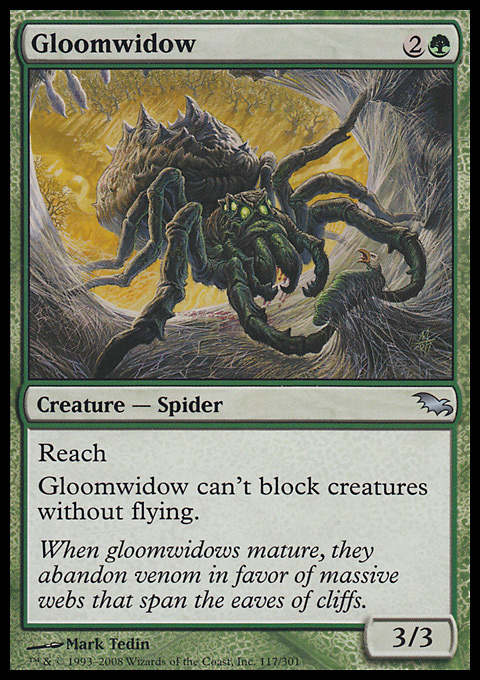 Gloomwidow 2
Creature — Spider
Reach
Gloomwidow can't block creatures
without flying.
When gloomwidows mature, they
abandon venom in favor of massive
webs that span the eaves of cliffs.
Mark Tedin
3/3
™ & © 1993–2008 Wizards of the Coast, Inc. 117/301